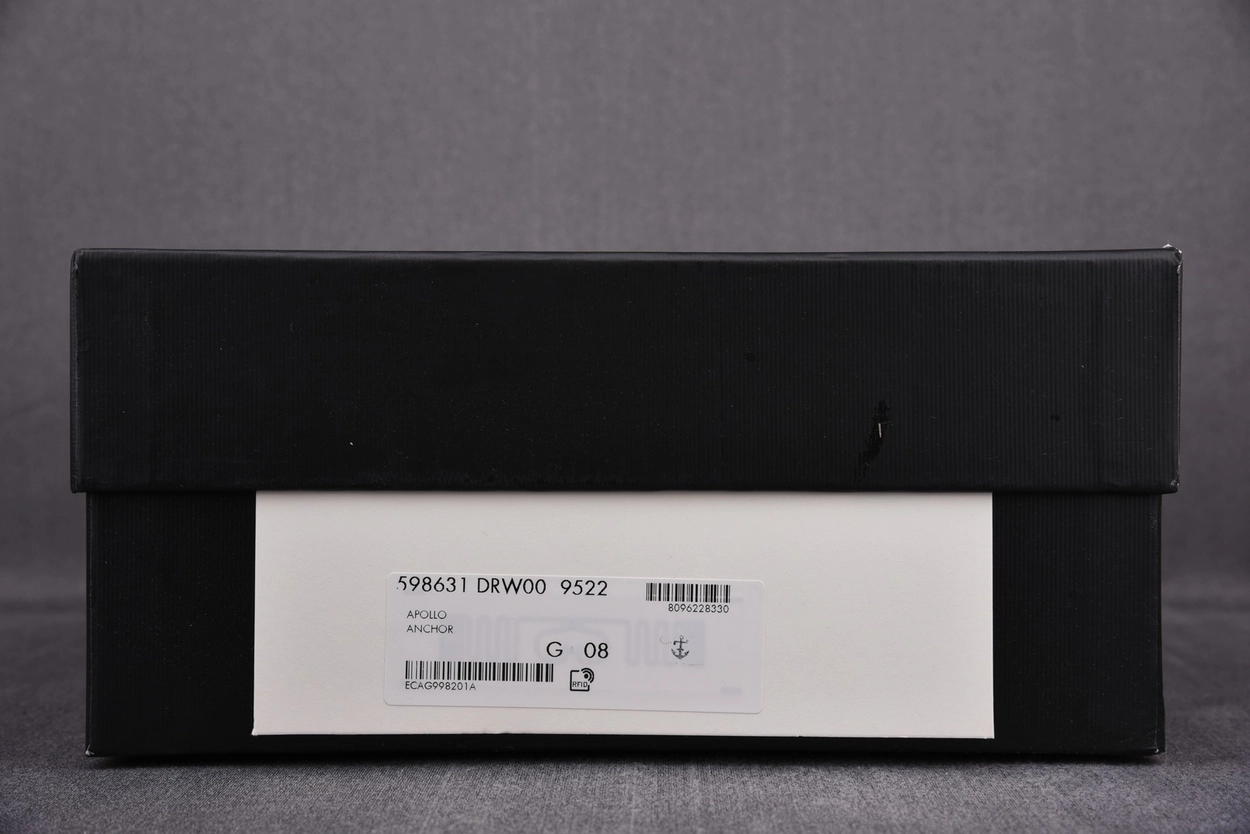 598631 DRW00 9522
8096228330
APOLLO
ANCHOR
G 08
ECAG998201A
RFID